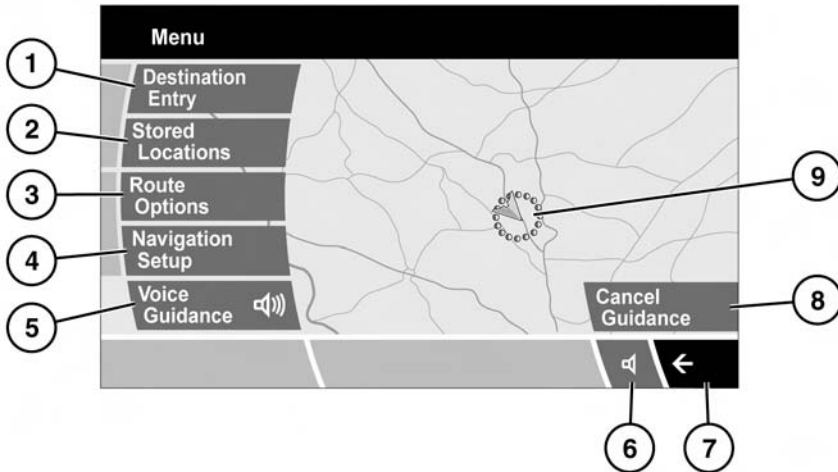 Menu
1
Destination
Entry
2
Stored
Locations
3
Route
Options
4
Navigation
Setup
5
Voice
Guidance
9
Cancel
Guidance
8
6
7